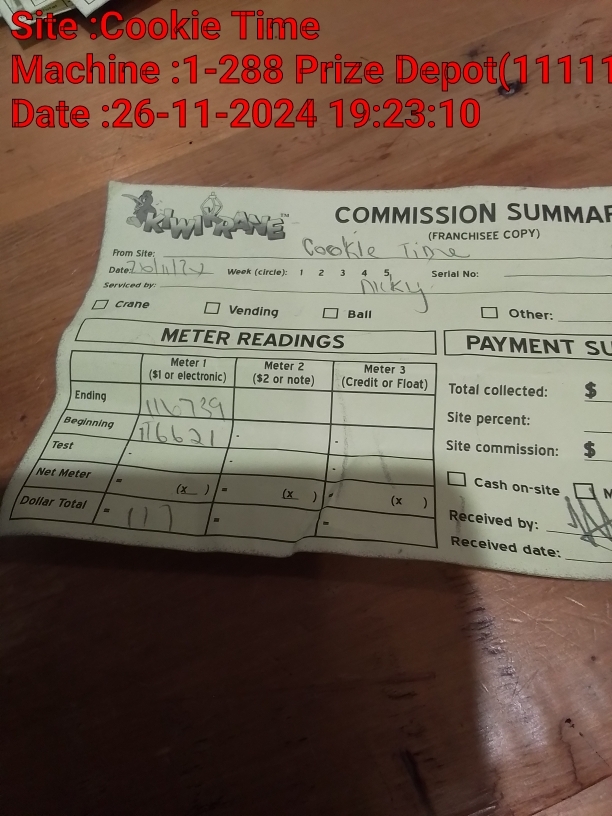 Site :Cookie Time
Machine :1-288 Prize Depot(11111
Date :26-11-2024 19:23:10
KIWIKRANE™
COMMISSION SUMMAR
(FRANCHISEE COPY)
From Site: Cookie Time
Date: Week (circle): 1 2 3 4 5 Serial No:
Serviced by: Nicky
Crane Vending Ball Other:
METER READINGS PAYMENT SU
Meter 1 ($1 or electronic) Meter 2 ($2 or note) Meter 3 (Credit or Float)
Ending 116739
Beginning 116621 - -
Test - - -
Net Meter = (x ) = (x ) = (x )
Dollar Total = 117 = =
Total collected: $
Site percent:
Site commission: $
Cash on-site M
Received by:
Received date: